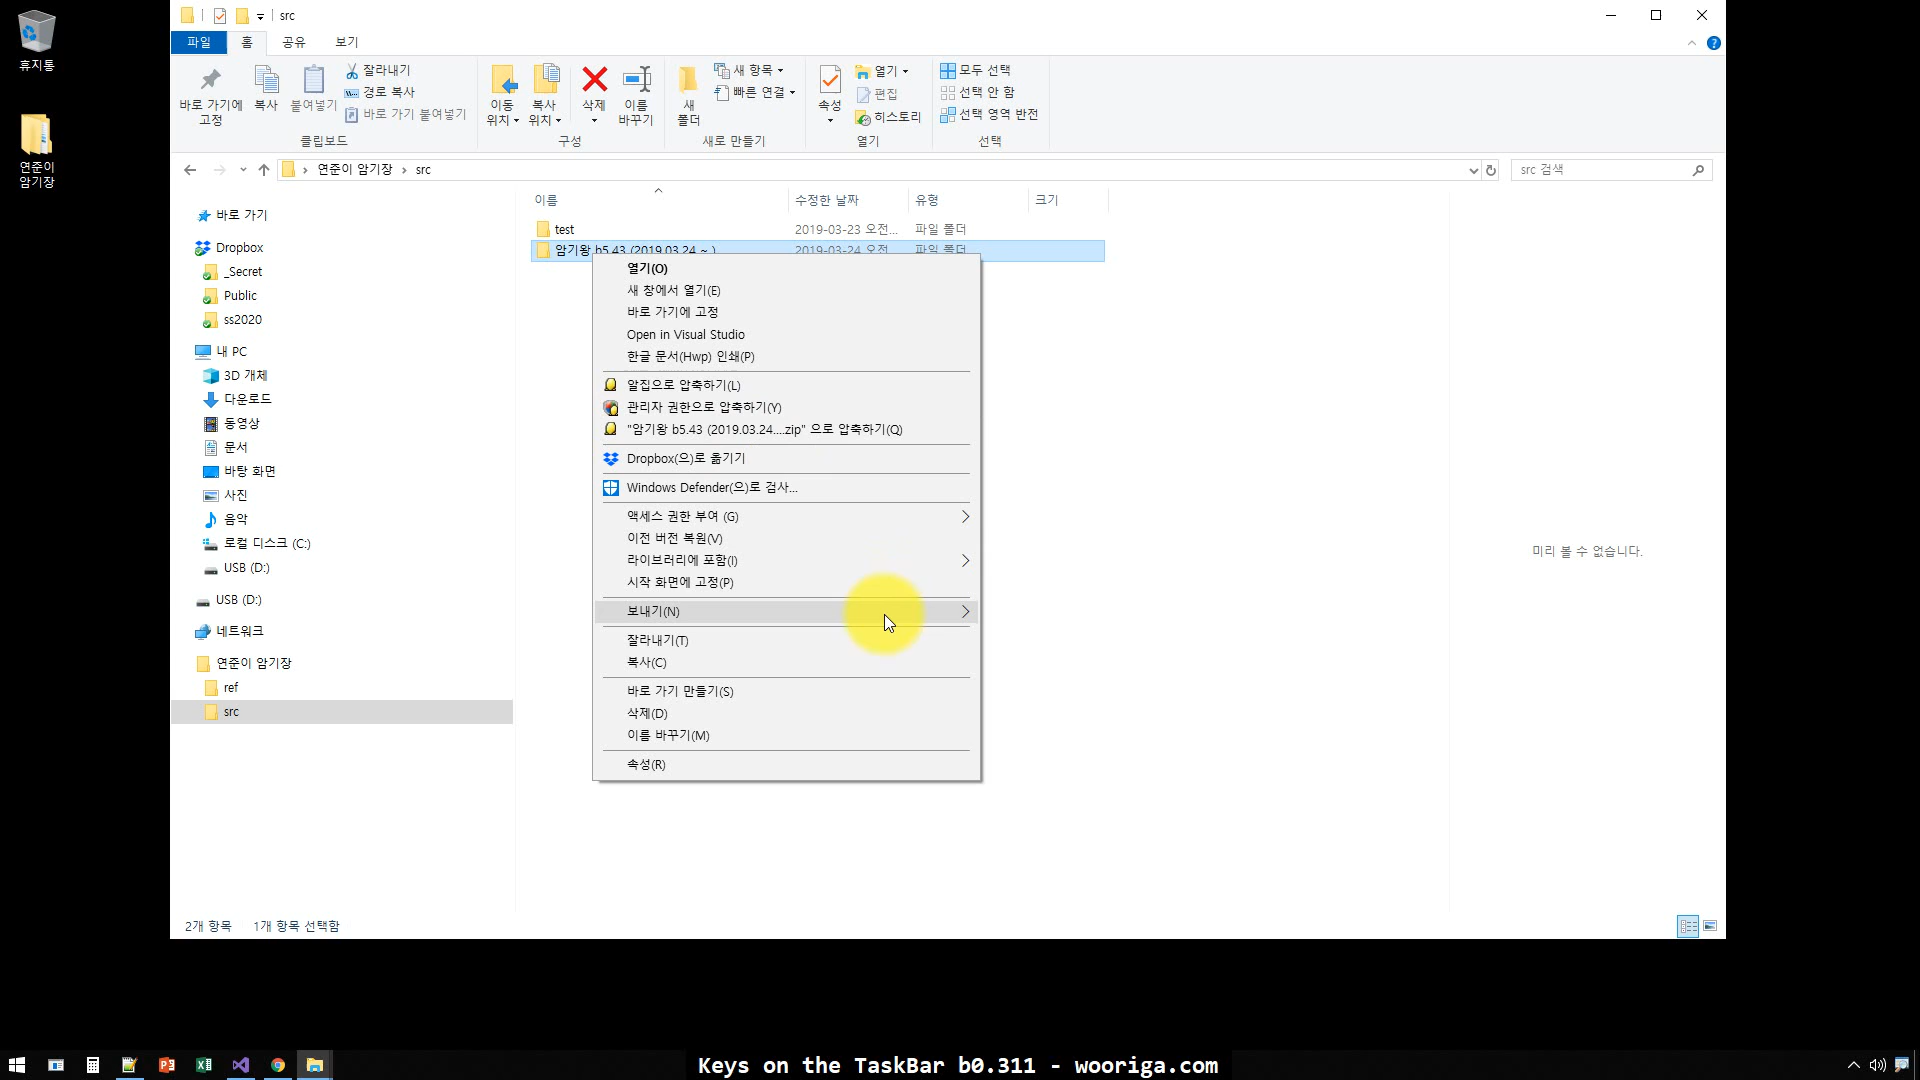 휴지통
연준이
암기장
src
파일 홈 공유 보기
바로 가기에
고정
복사
붙여넣기
잘라내기
경로 복사
바로 가기 붙여넣기
클립보드
이동
위치
복사
위치
삭제
이름
바꾸기
구성
새
폴더
새 항목
빠른 연결
새로 만들기
속성
열기
편집
히스토리
열기
모두 선택
선택 안 함
선택 영역 반전
선택
연준이 암기장 › src
src 검색
이름 수정한 날짜 유형 크기
test 2019-03-23 오전... 파일 폴더
암기왕 b5.43 (2019.03.24 ~ ) 2019-03-24 오전 파일 폴더
바로 가기
Dropbox
_Secret
Public
ss2020
내 PC
3D 개체
다운로드
동영상
문서
바탕 화면
사진
음악
로컬 디스크 (C:)
USB (D:)
USB (D:)
네트워크
연준이 암기장
ref
src
열기(O)
새 창에서 열기(E)
바로 가기에 고정
Open in Visual Studio
한글 문서(Hwp) 인쇄(P)
알집으로 압축하기(L)
관리자 권한으로 압축하기(Y)
"암기왕 b5.43 (2019.03.24....zip" 으로 압축하기(Q)
Dropbox(으)로 옮기기
Windows Defender(으)로 검사...
액세스 권한 부여 (G)
이전 버전 복원(V)
라이브러리에 포함(I)
시작 화면에 고정(P)
보내기(N)
잘라내기(T)
복사(C)
바로 가기 만들기(S)
삭제(D)
이름 바꾸기(M)
속성(R)
미리 볼 수 없습니다.
2개 항목 1개 항목 선택함
Keys on the TaskBar b0.311 - wooriga.com